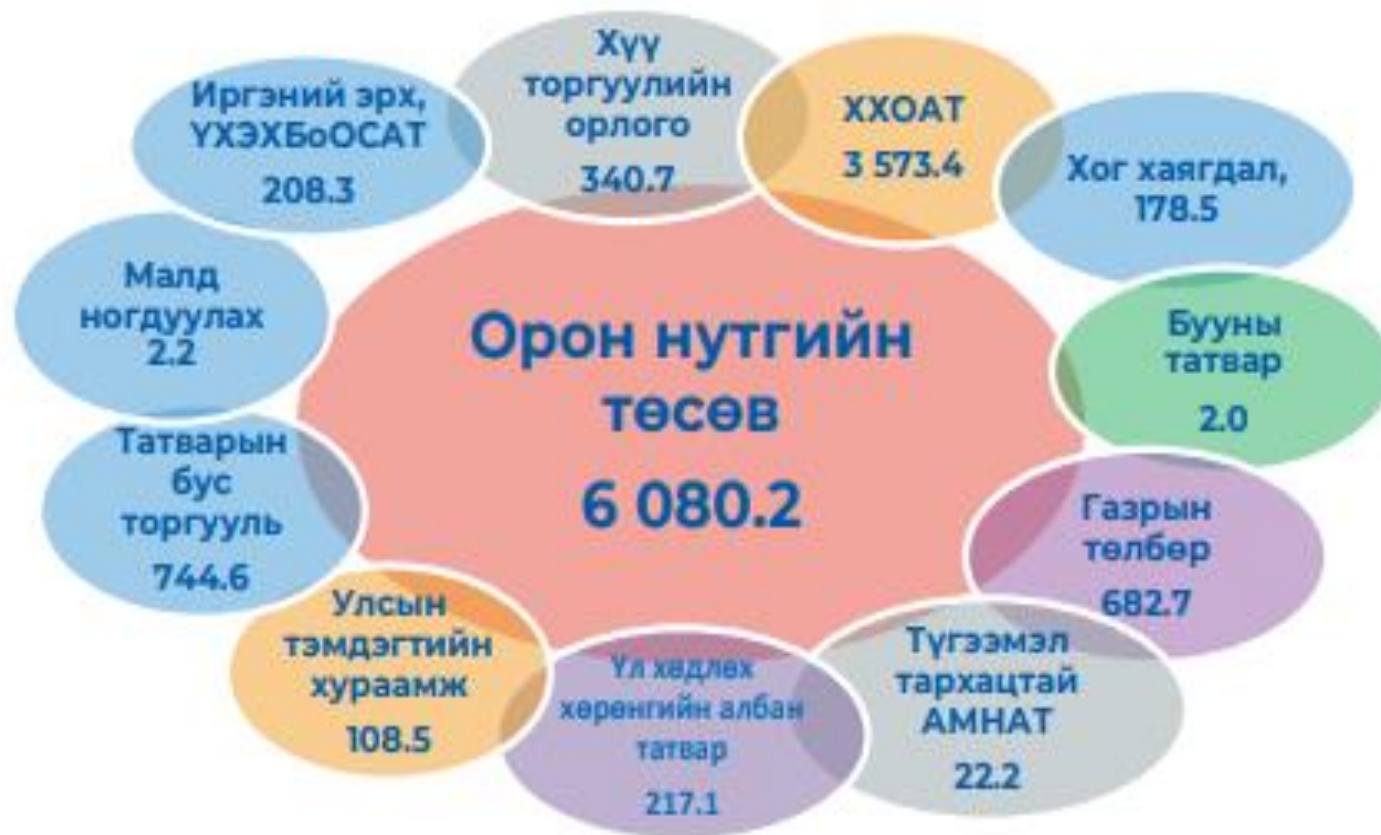 Хүү
торгуулийн
орлого
340.7
ХХОАТ
3 573.4
Хог хаягдал,
178.5
Бууны
татвар
2.0
Газрын
төлбөр
682.7
Түгээмэл
тархацтай
АМНАТ
22.2
Үл хөдлөх
хөрөнгийн албан
татвар
217.1
Улсын
тэмдэгтийн
хураамж
108.5
Татварын
бус
торгууль
744.6
Малд
ногдуулах
2.2
Иргэний эрх,
ҮХЭХБоОСАТ
208.3
Орон нутгийн
төсөв
6 080.2